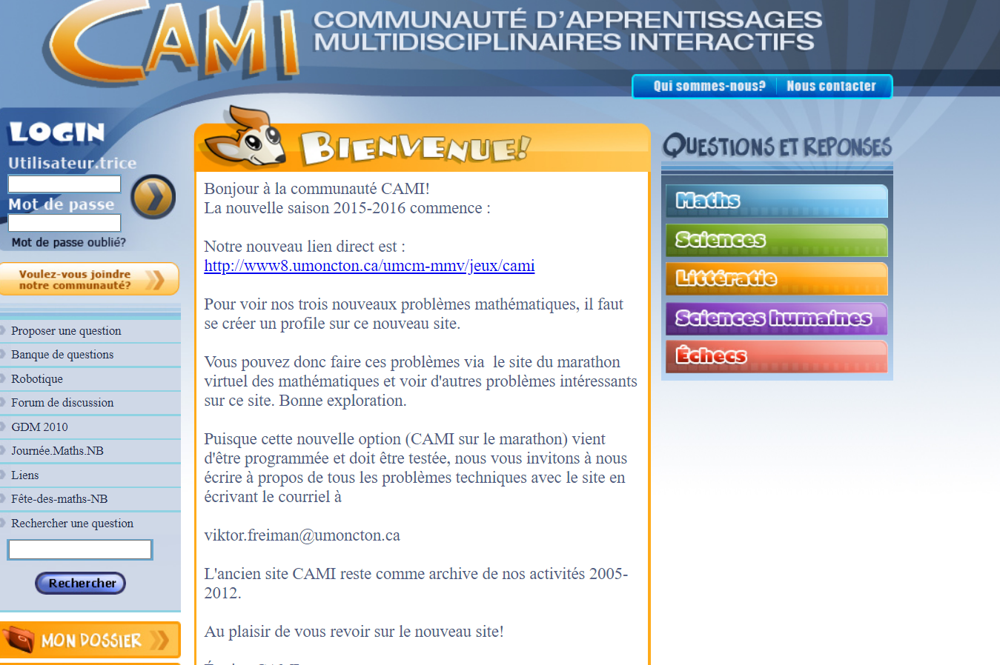 CAMI
COMMUNAUTÉ D'APPRENTISSAGES
MULTIDISCIPLINAIRES INTERACTIFS
Qui sommes-nous?
Nous contacter
LOGIN
Utilisateur.trice
Mot de passe
Mot de passe oublié?
Voulez-vous joindre
notre communauté?
Proposer une question
Banque de questions
Robotique
Forum de discussion
GDM 2010
Journée.Maths.NB
Liens
Fête-des-maths-NB
Rechercher une question
Rechercher
MON DOSSIER
BIENVENUE!
Bonjour à la communauté CAMI!
La nouvelle saison 2015-2016 commence :
Notre nouveau lien direct est :
http://www8.umoncton.ca/umcm-mmv/jeux/cami
Pour voir nos trois nouveaux problèmes mathématiques, il faut
se créer un profile sur ce nouveau site.
Vous pouvez donc faire ces problèmes via le site du marathon
virtuel des mathématiques et voir d'autres problèmes intéressants
sur ce site. Bonne exploration.
Puisque cette nouvelle option (CAMI sur le marathon) vient
d'être programmée et doit être testée, nous vous invitons à nous
écrire à propos de tous les problèmes techniques avec le site en
écrivant le courriel à
viktor.freiman@umoncton.ca
L'ancien site CAMI reste comme archive de nos activités 2005-
2012.
Au plaisir de vous revoir sur le nouveau site!
QUESTIONS ET REPONSES
Maths
Sciences
Littératie
Sciences humaines
Échecs